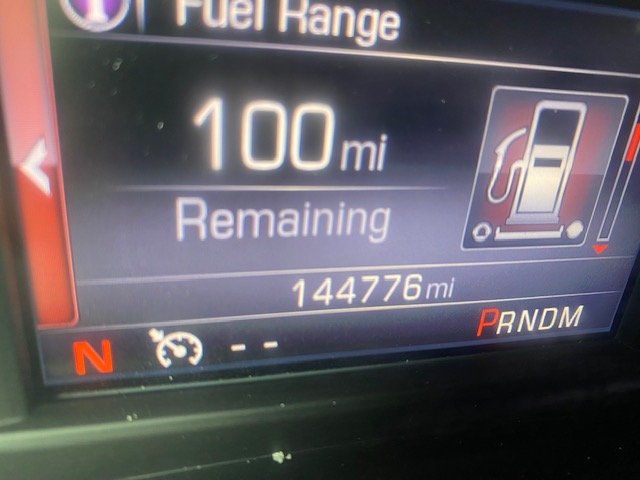 Fuel Range
100 mi
Remaining
144776 mi
N -- PRNDM